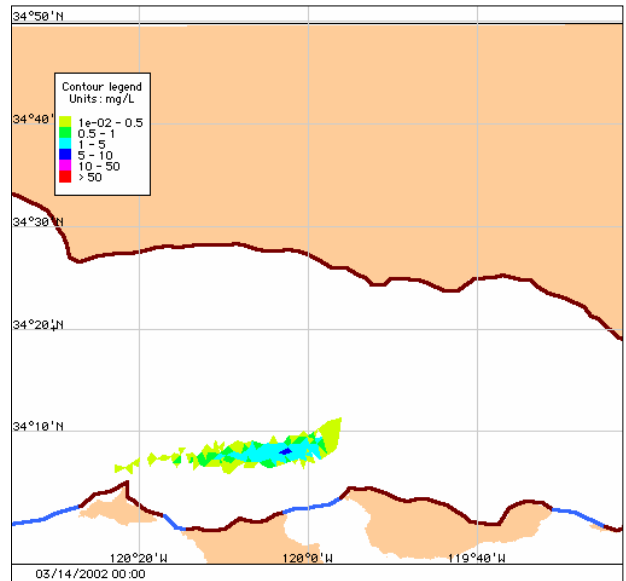 34°50'N
Contour legend
Units: mg/L
1e-02 - 0.5
0.5 - 1
1 - 5
5 - 10
10 - 50
> 50
34°40'N
34°30'N
34°20'N
34°10'N
120°20'W 120°0'W 119°40'W
03/14/2002 00:00